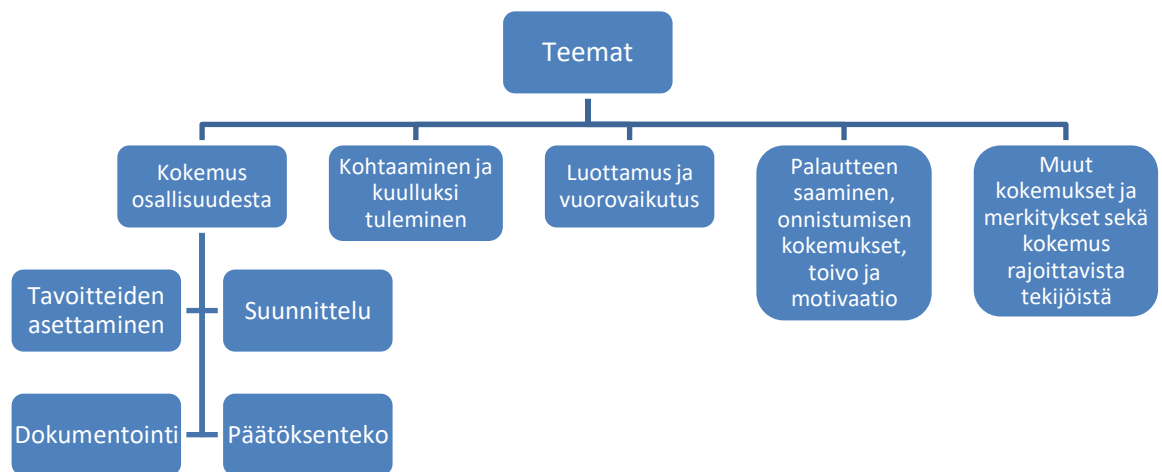 Teemat
Kokemus
osallisuudesta
Kohtaaminen ja
kuulluksi
tuleminen
Luottamus ja
vuorovaikutus
Palautteen
saaminen,
onnistumisen
kokemukset,
toivo ja
motivaatio
Muut
kokemukset ja
merkitykset sekä
kokemus
rajoittavista
tekijöistä
Tavoitteiden
asettaminen
Suunnittelu
Dokumentointi
Päätöksenteko